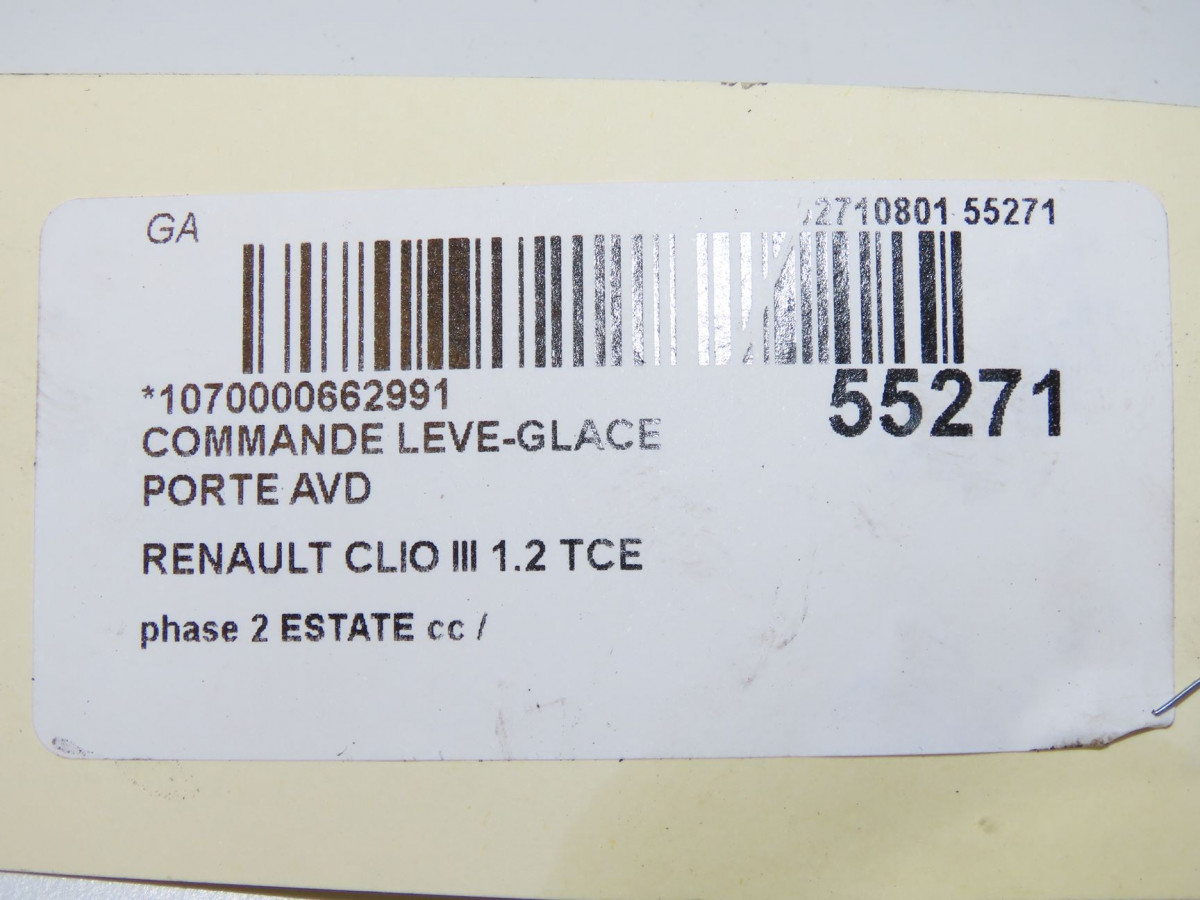 GA
55271
*1070000662991
55271
COMMANDE LEVE-GLACE
PORTE AVD
RENAULT CLIO III 1.2 TCE
phase 2 ESTATE cc /